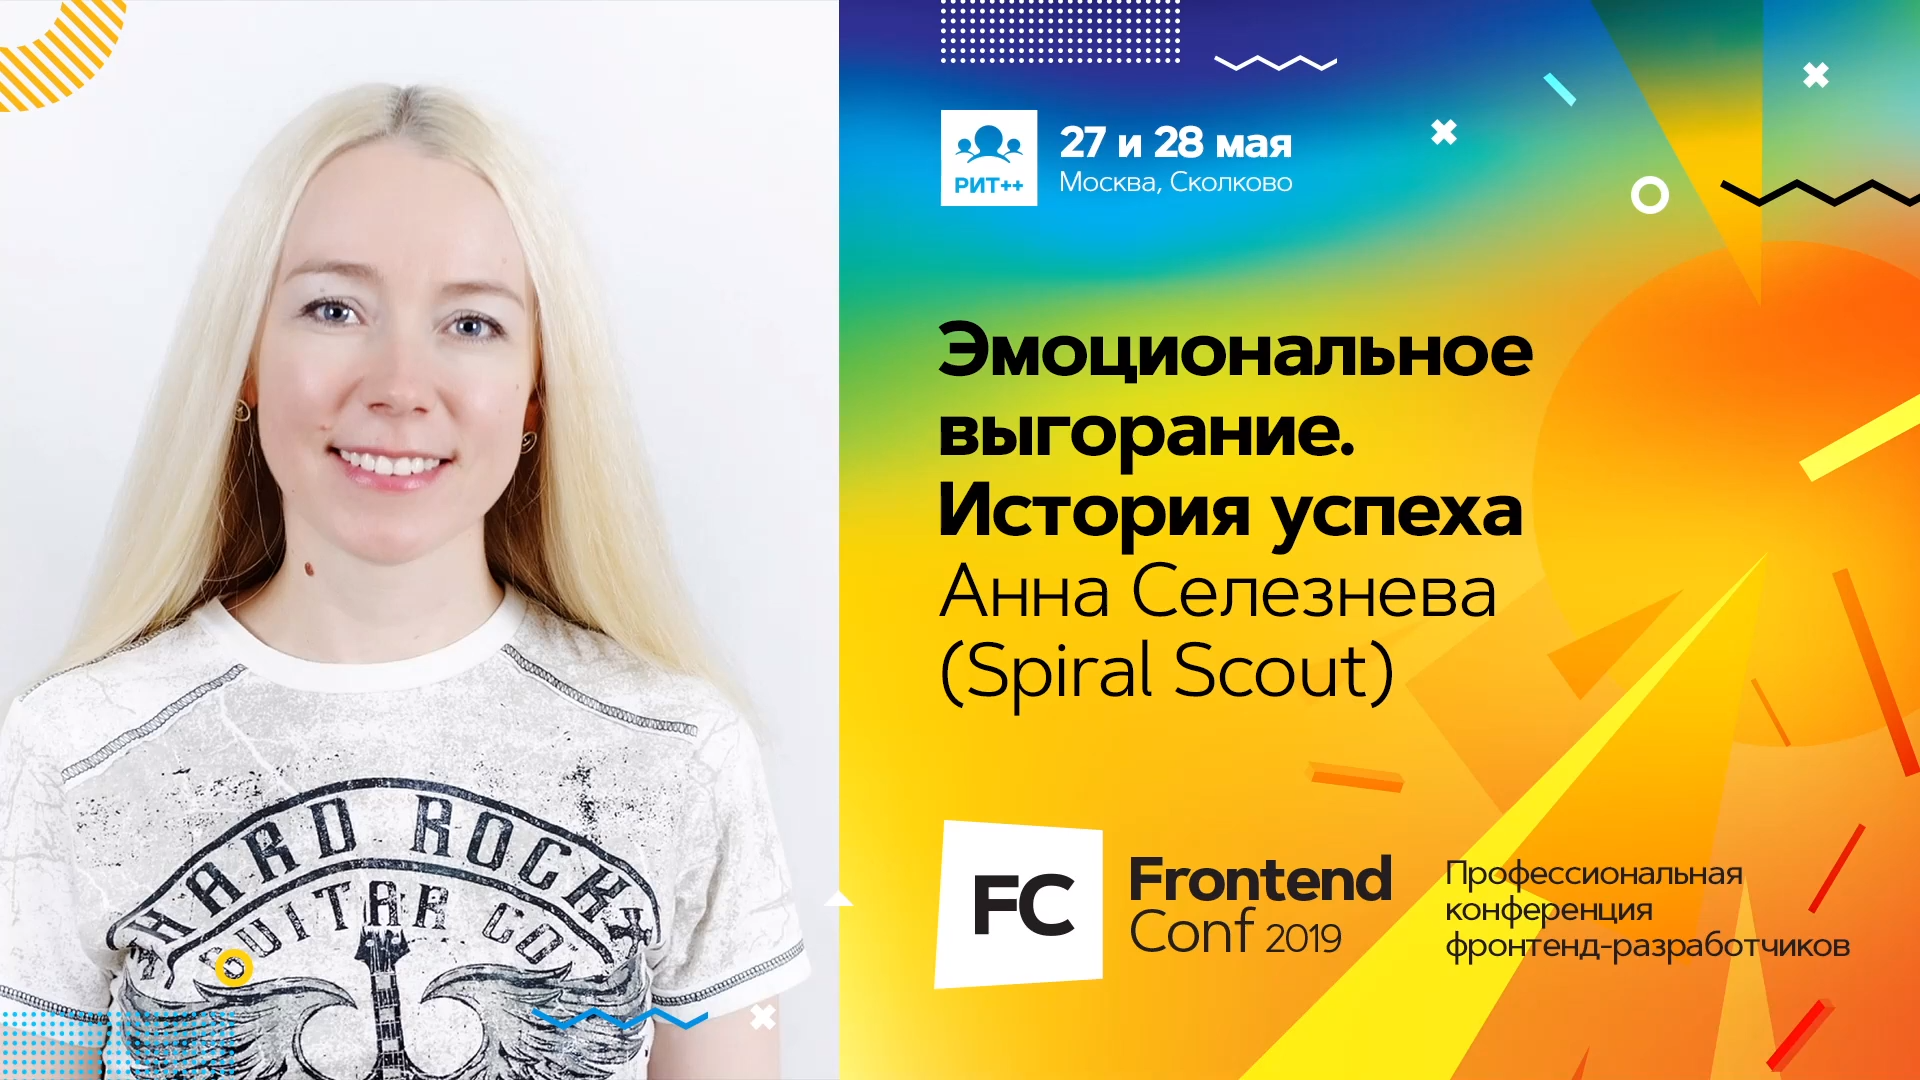 РИТ++
27 и 28 мая
Москва, Сколково
Эмоциональное
выгорание.
История успеха
Анна Селезнева
(Spiral Scout)
FC
Frontend
Conf 2019
Профессиональная
конференция
фронтенд-разработчиков
HARD ROCK
GUITAR CO